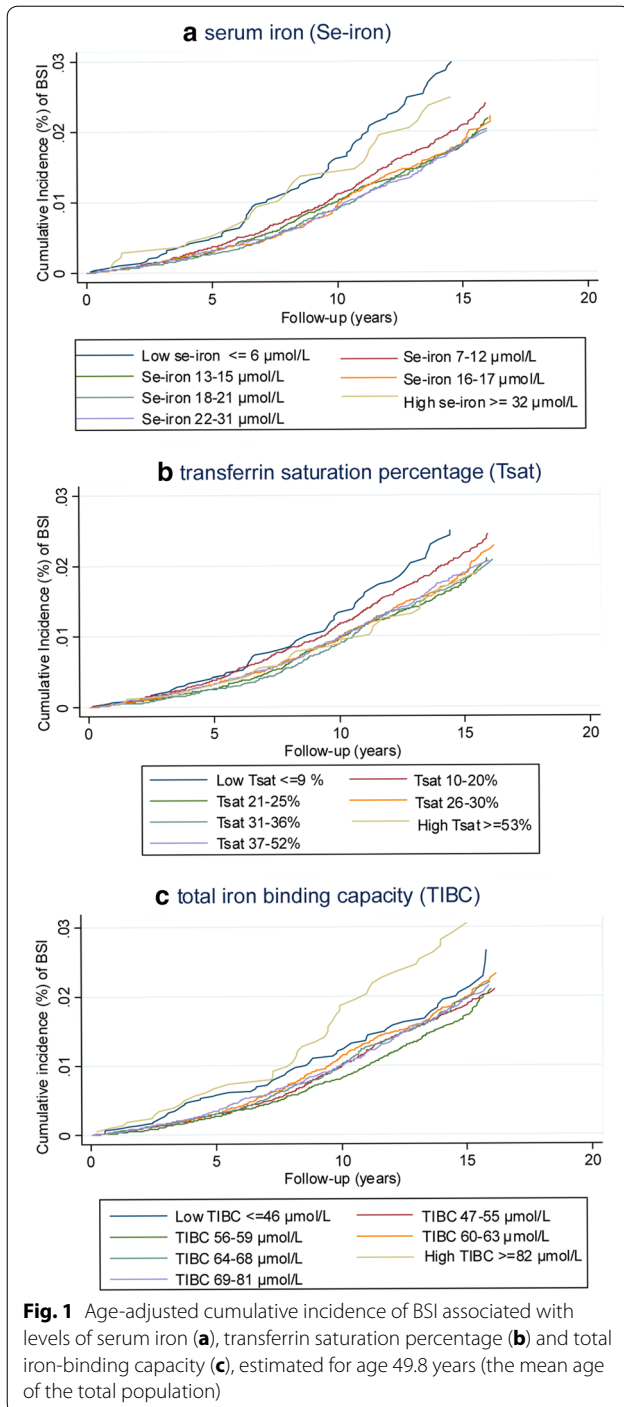 a serum iron (Se-iron)
Cumulative Incidence (%) of BSI
.03
.02
.01
0
0 5 10 15 20
Follow-up (years)
Low se-iron <= 6 µmol/L Se-iron 7-12 µmol/L
Se-iron 13-15 µmol/L Se-iron 16-17 µmol/L
Se-iron 18-21 µmol/L High se-iron >= 32 µmol/L
Se-iron 22-31 µmol/L
b transferrin saturation percentage (Tsat)
Cumulative Incidence (%) of BSI
.03
.02
.01
0
0 5 10 15 20
Follow-up (years)
Low Tsat <=9 % Tsat 10-20%
Tsat 21-25% Tsat 26-30%
Tsat 31-36% High Tsat >=53%
Tsat 37-52%
c total iron binding capacity (TIBC)
Cumulative incidence (%) of BSI
.03
.02
.01
0
0 5 10 15 20
Follow-up (years)
Low TIBC <=46 µmol/L TIBC 47-55 µmol/L
TIBC 56-59 µmol/L TIBC 60-63 µmol/L
TIBC 64-68 µmol/L High TIBC >=82 µmol/L
TIBC 69-81 µmol/L
Fig. 1 Age-adjusted cumulative incidence of BSI associated with
levels of serum iron (a), transferrin saturation percentage (b) and total
iron-binding capacity (c), estimated for age 49.8 years (the mean age
of the total population)